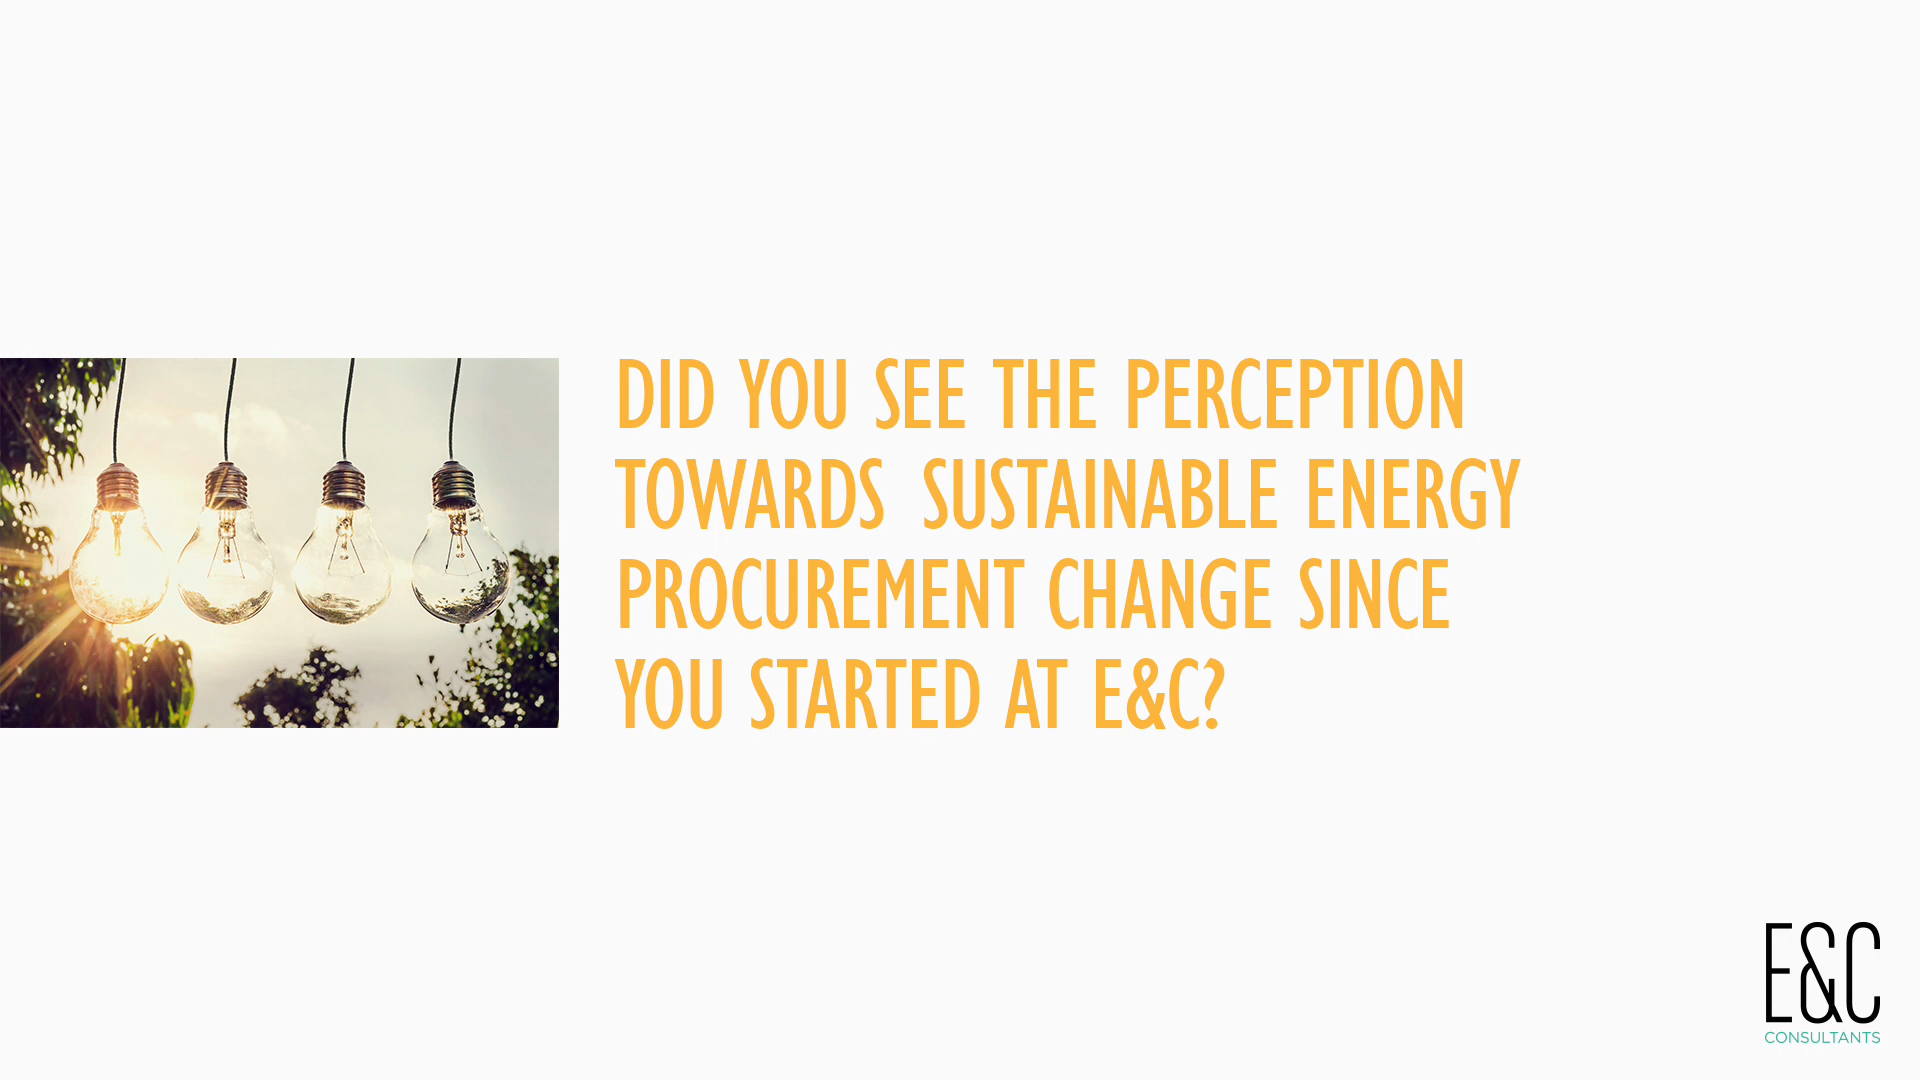 DID YOU SEE THE PERCEPTION
TOWARDS SUSTAINABLE ENERGY
PROCUREMENT CHANGE SINCE
YOU STARTED AT E&C?
E&C
CONSULTANTS